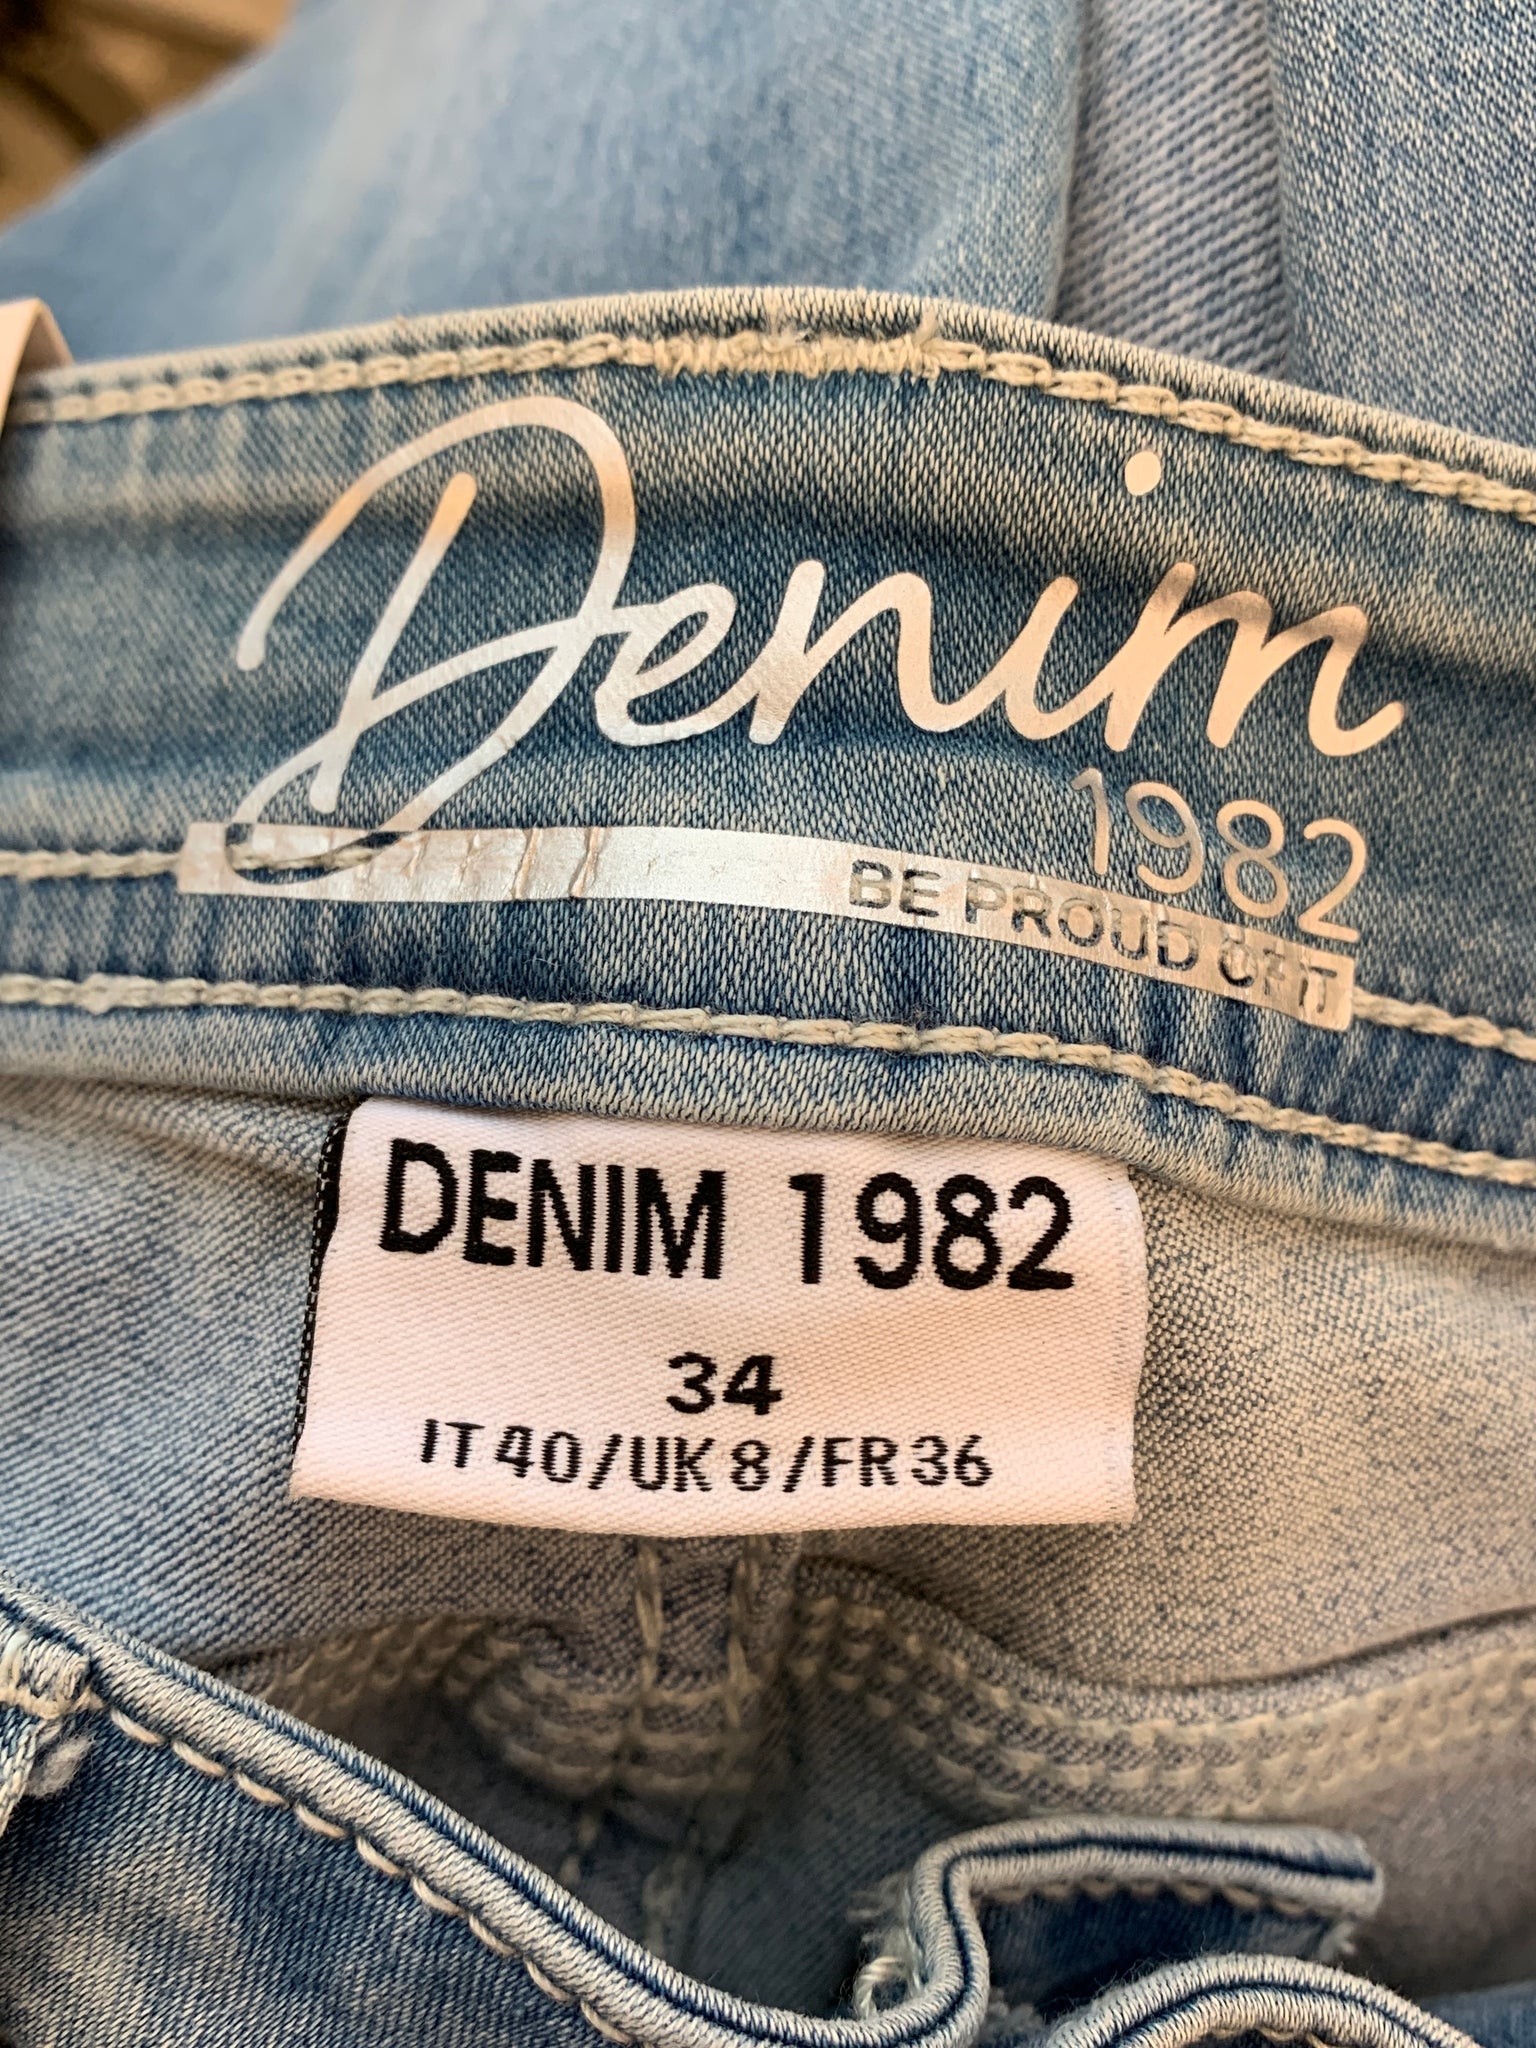 Denim
1982
BE PROUD OF IT
DENIM 1982
34
IT 40/UK 8/FR 36